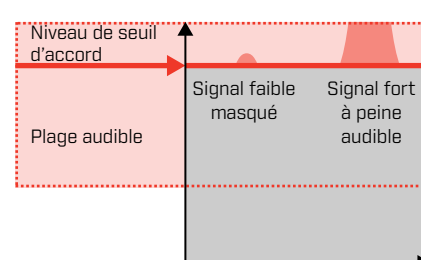 Niveau de seuil
d'accord
Signal faible
masqué
Signal fort
à peine
audible
Plage audible